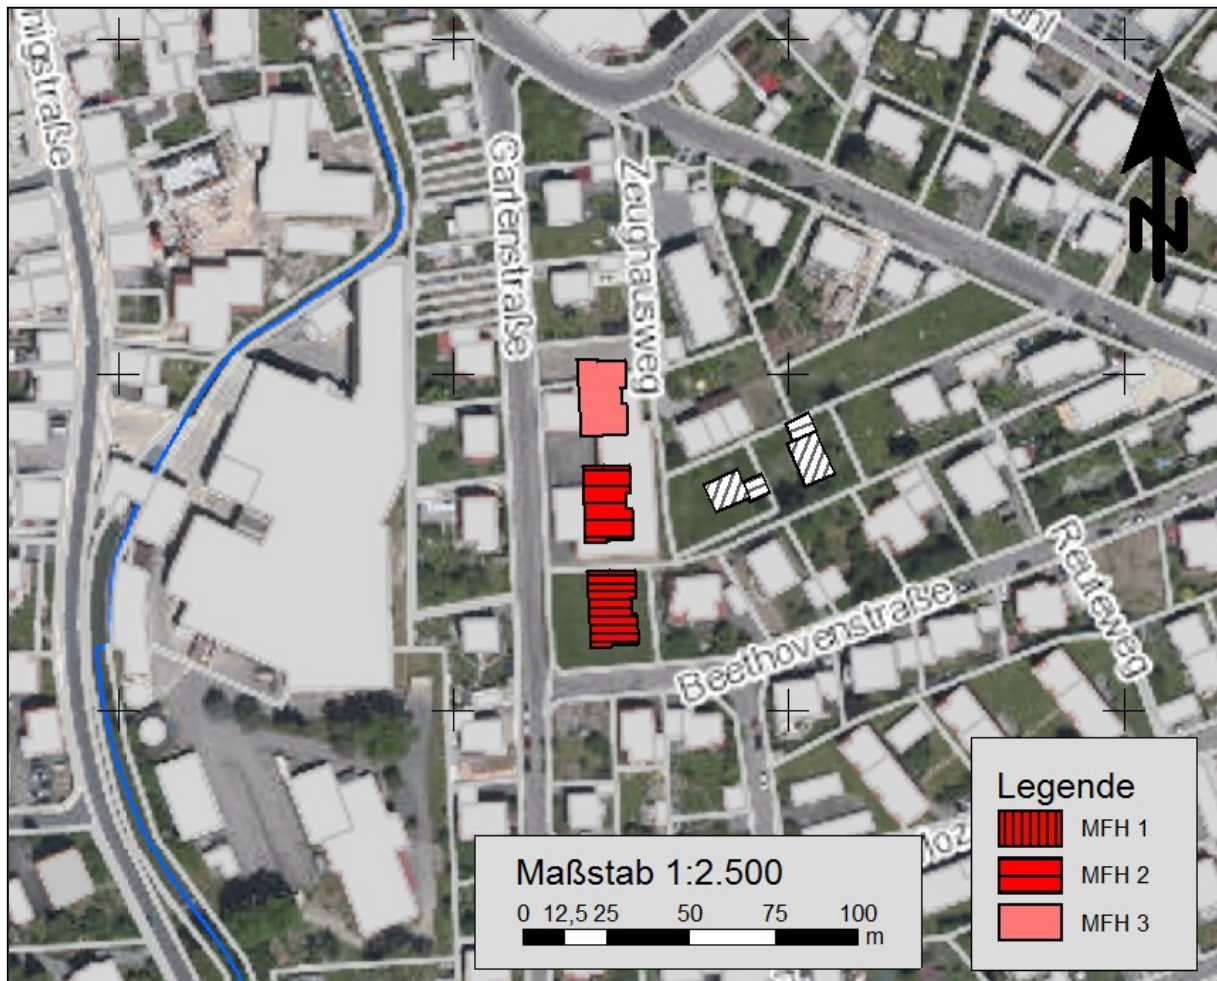 nigstraße
Gartenstraße
Zeughausweg
N
Beethovenstraße
Reuteweg
Legende
MFH 1
MFH 2
MFH 3
Maßstab 1:2.500
0 12,5 25 50 75 100
m